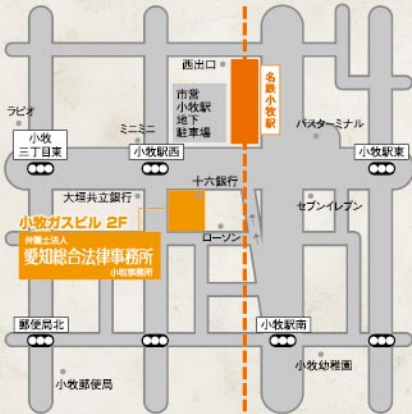 西出口
名鉄小牧駅
市営
小牧駅
地下
駐車場
ラピオ
小牧
三丁目東
ミニミニ
小牧駅西
バスターミナル
小牧駅東
大垣共立銀行
十六銀行
セブンイレブン
小牧ガスビル 2F
弁護士法人
愛知総合法律事務所
小牧事務所
ローソン
郵便局北
小牧駅南
小牧郵便局
小牧幼稚園